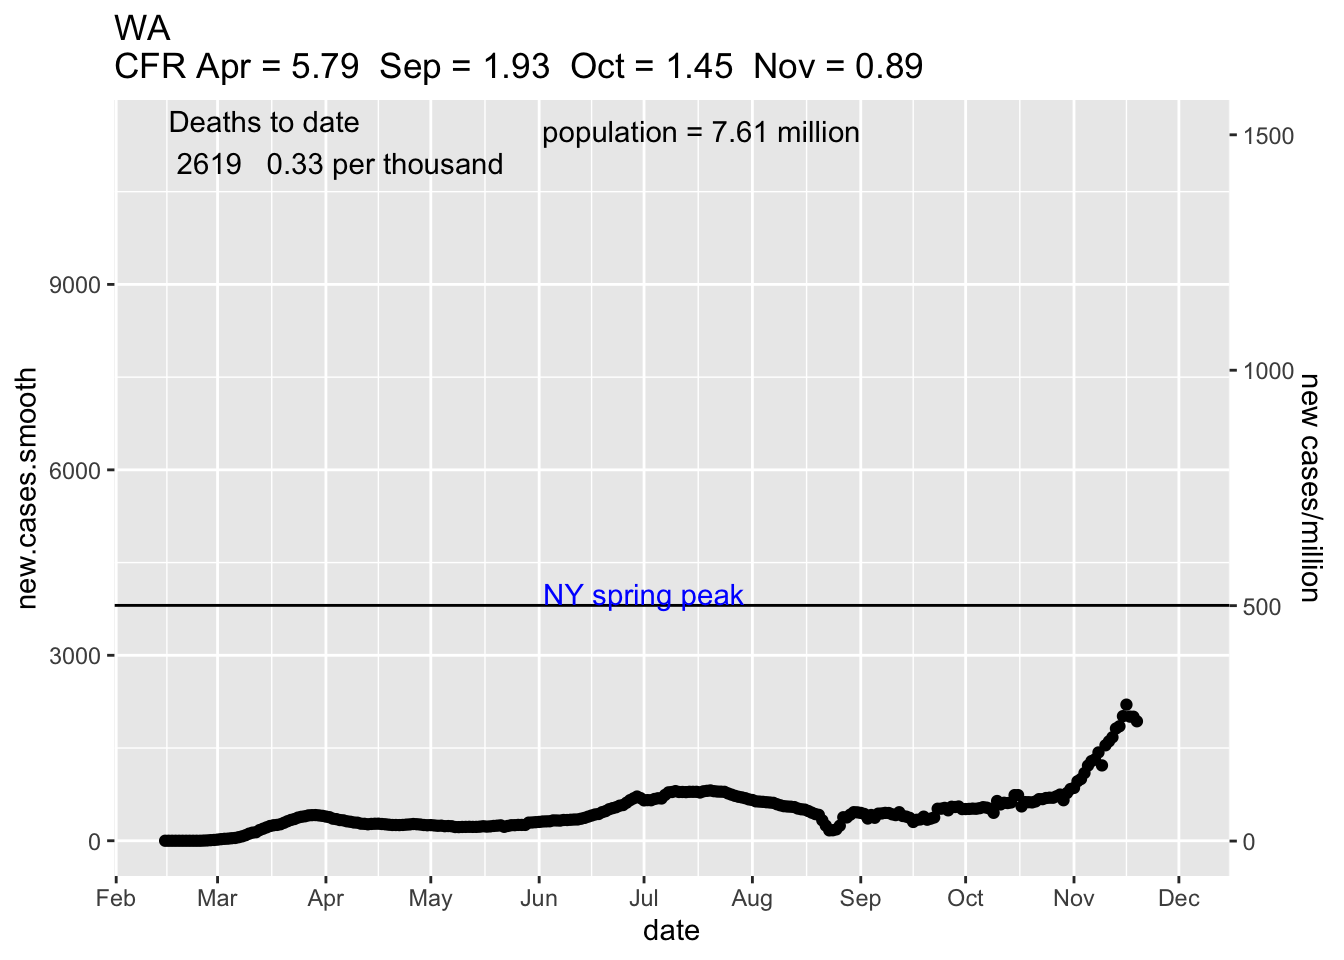 WA
CFR Apr = 5.79 Sep = 1.93 Oct = 1.45 Nov = 0.89
Deaths to date
2619 0.33 per thousand
population = 7.61 million
1500
9000
1000
6000
new.cases.smooth
new cases/million
NY spring peak
500
3000
0
0
Feb Mar Apr May Jun Jul Aug Sep Oct Nov Dec
date